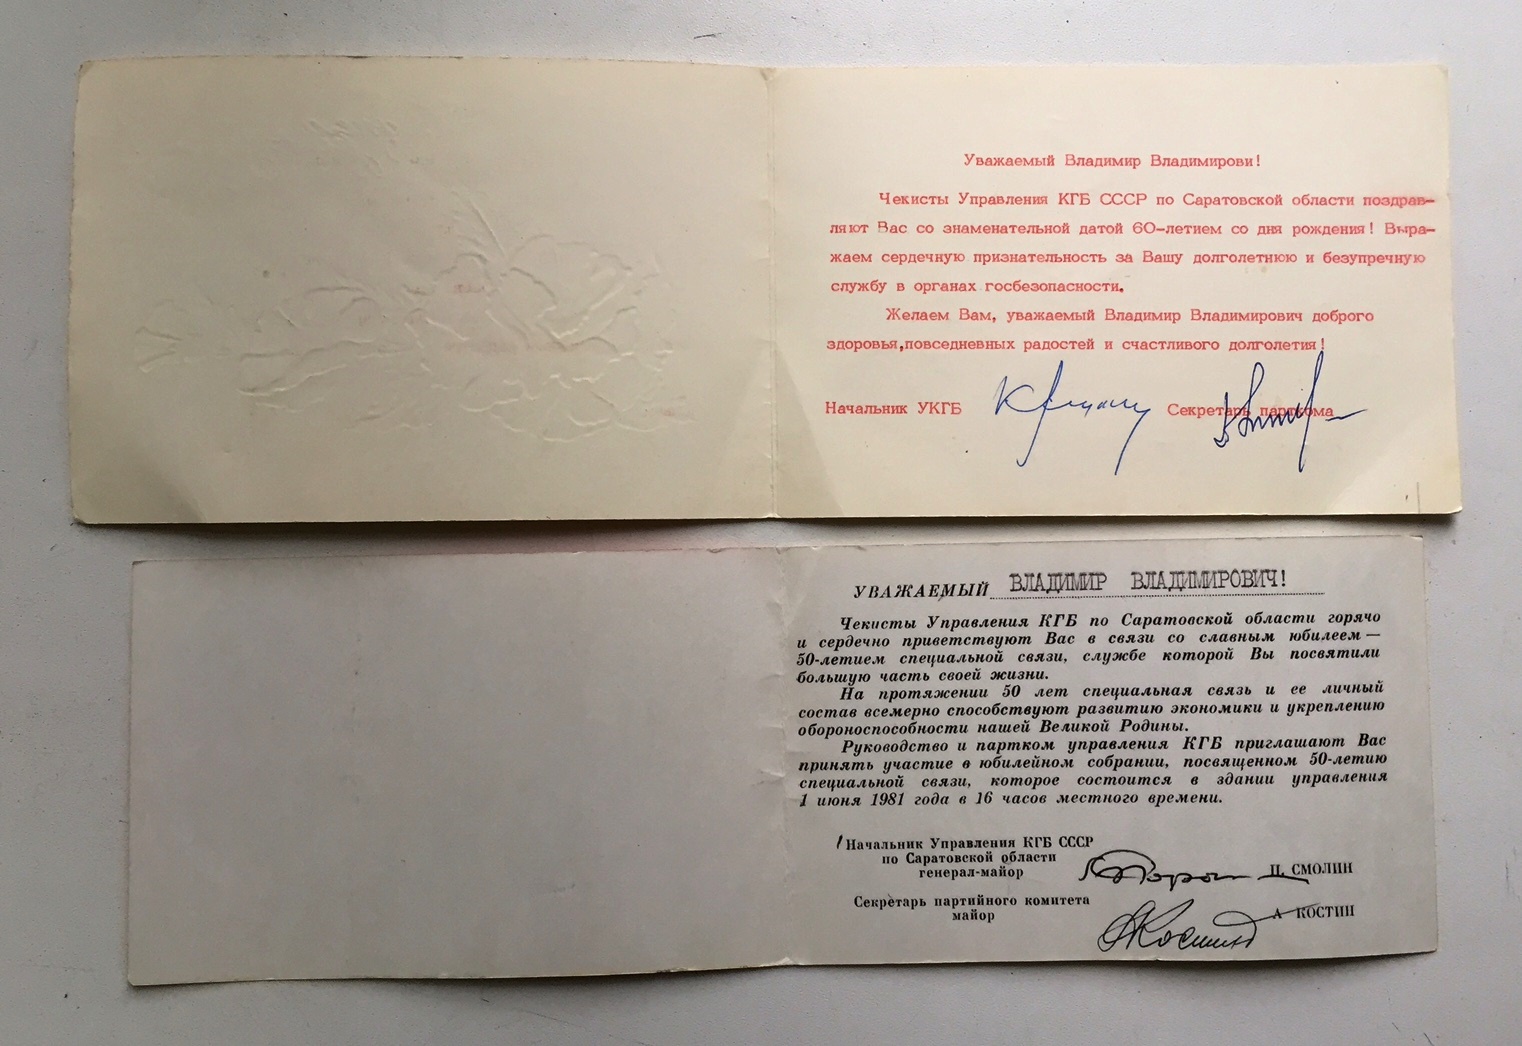 Уважаемый Владимир Владимирови!
Чекисты Управления КГБ СССР по Саратовской области поздрав-
ляют Вас со знаменательной датой 60-летием со дня рождения! Выра-
жаем сердечную признательность за Вашу долголетнюю и безупречную
службу в органах госбезопасности.
Желаем Вам, уважаемый Владимир Владимирович доброго
здоровья,повседневных радостей и счастливого долголетия!
Начальник УКГБ Секретарь парткома
УВАЖАЕМЫЙ ВЛАДИМИР ВЛАДИМИРОВИЧ!
Чекисты Управления КГБ по Саратовской области горячо
и сердечно приветствуют Вас в связи со славным юбилеем —
50-летием специальной связи, службе которой Вы посвятили
большую часть своей жизни.
На протяжении 50 лет специальная связь и ее личный
состав всемерно способствуют развитию экономики и укреплению
обороноспособности нашей Великой Родины.
Руководство и партком управления КГБ приглашают Вас
принять участие в юбилейном собрании, посвященном 50-летию
специальной связи, которое состоится в здании управления
1 июня 1981 года в 16 часов местного времени.
Начальник Управления КГБ СССР
по Саратовской области
генерал-майор СМОЛИН
Секретарь партийного комитета
майор А КОСТИН